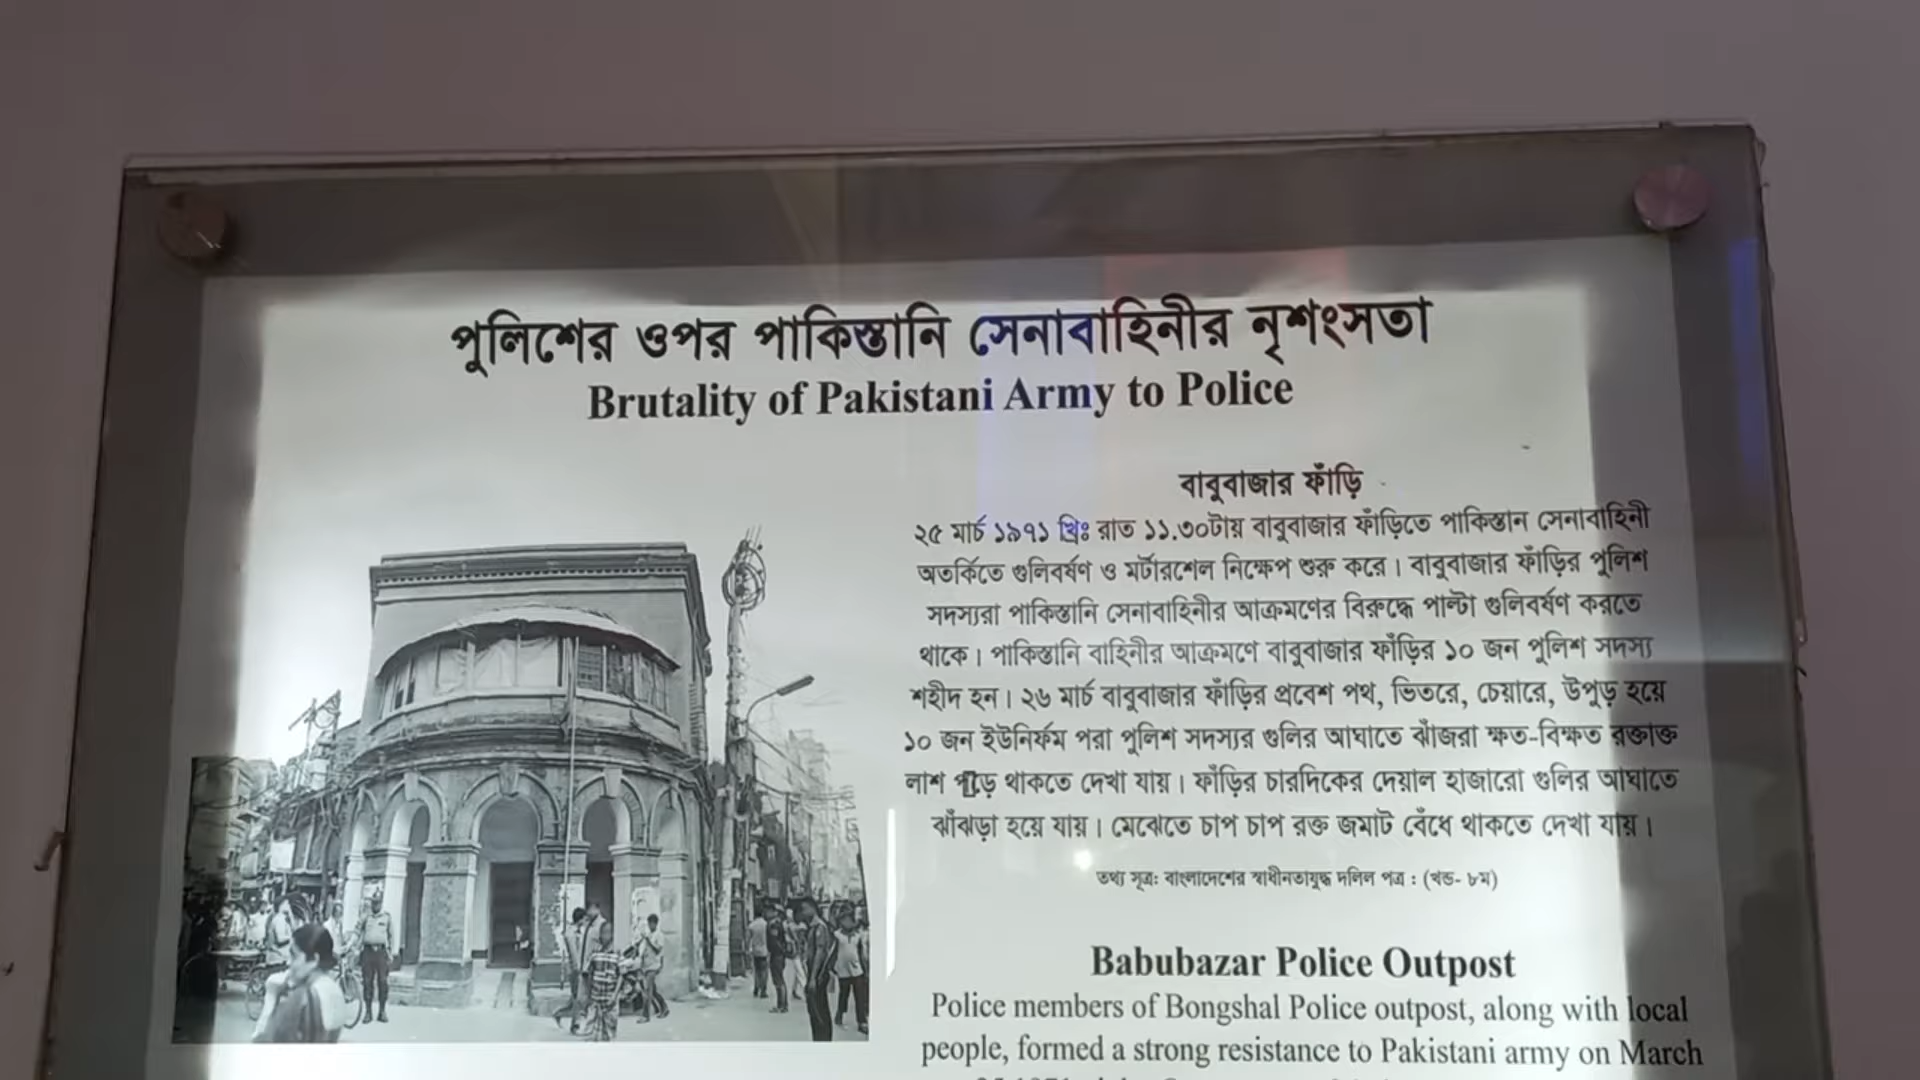 পুলিশের ওপর পাকিস্তানি সেনাবাহিনীর নৃশংসতা
Brutality of Pakistani Army to Police
বাবুবাজার ফাঁড়ি
২৫ মার্চ ১৯৭১ খ্রিঃ রাত ১১.৩০টায় বাবুবাজার ফাঁড়িতে পাকিস্তান সেনাবাহিনী
অতর্কিতে গুলিবর্ষণ ও মর্টারশেল নিক্ষেপ শুরু করে। বাবুবাজার ফাঁড়ির পুলিশ
সদস্যরা পাকিস্তানি সেনাবাহিনীর আক্রমণের বিরুদ্ধে পাল্টা গুলিবর্ষণ করতে
থাকে। পাকিস্তানি বাহিনীর আক্রমণে বাবুবাজার ফাঁড়ির ১০ জন পুলিশ সদস্য
শহীদ হন। ২৬ মার্চ বাবুবাজার ফাঁড়ির প্রবেশ পথ, ভিতরে, চেয়ারে, উপুড় হয়ে
১০ জন ইউনির্ফম পরা পুলিশ সদস্যর গুলির আঘাতে ঝাঁজরা ক্ষত-বিক্ষত রক্তাক্ত
লাশ পড়ে থাকতে দেখা যায়। ফাঁড়ির চারদিকের দেয়াল হাজারো গুলির আঘাতে
ঝাঁঝড়া হয়ে যায়। মেঝেতে চাপ চাপ রক্ত জমাট বেঁধে থাকতে দেখা যায়।
তথ্য সূত্র: বাংলাদেশের স্বাধীনতাযুদ্ধ দলিল পত্র : (খন্ড- ৮ম)
Babubazar Police Outpost
Police members of Bongshal Police outpost, along with local
people, formed a strong resistance to Pakistani army on March